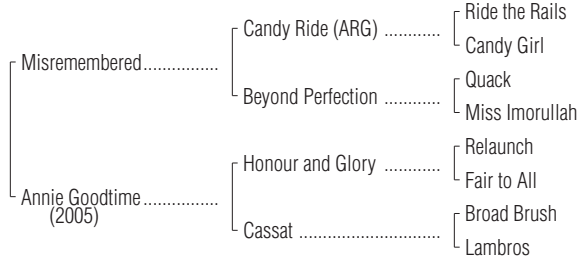 Ride the Rails
Candy Ride (ARG) ............
Candy Girl
Misremembered................
Quack
Beyond Perfection ............
Miss Imorullah
Relaunch
Honour and Glory ............
Fair to All
Annie Goodtime................
(2005)
Broad Brush
Cassat ..............................
Lambros